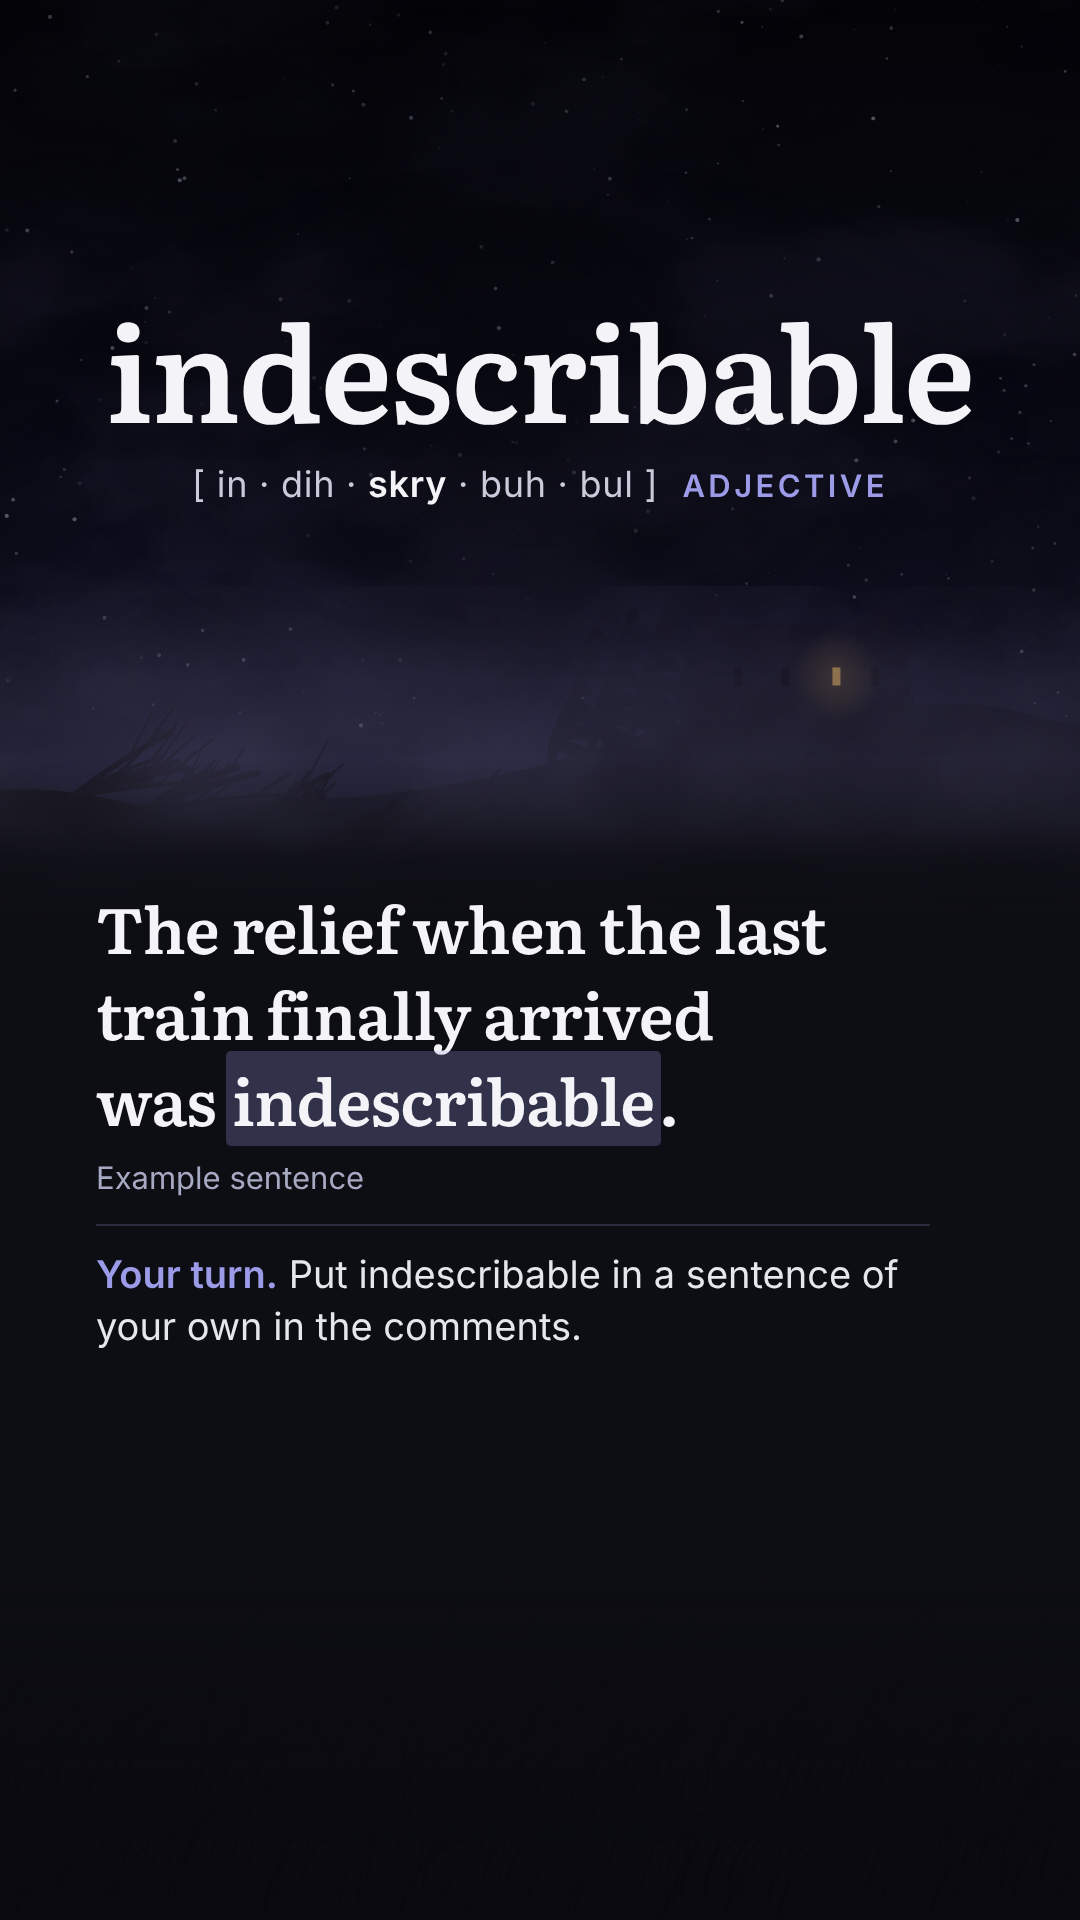 indescribable
[ in · dih · skry · buh · bul ] ADJECTIVE
The relief when the last
train finally arrived
was indescribable.
Example sentence
Your turn. Put indescribable in a sentence of
your own in the comments.